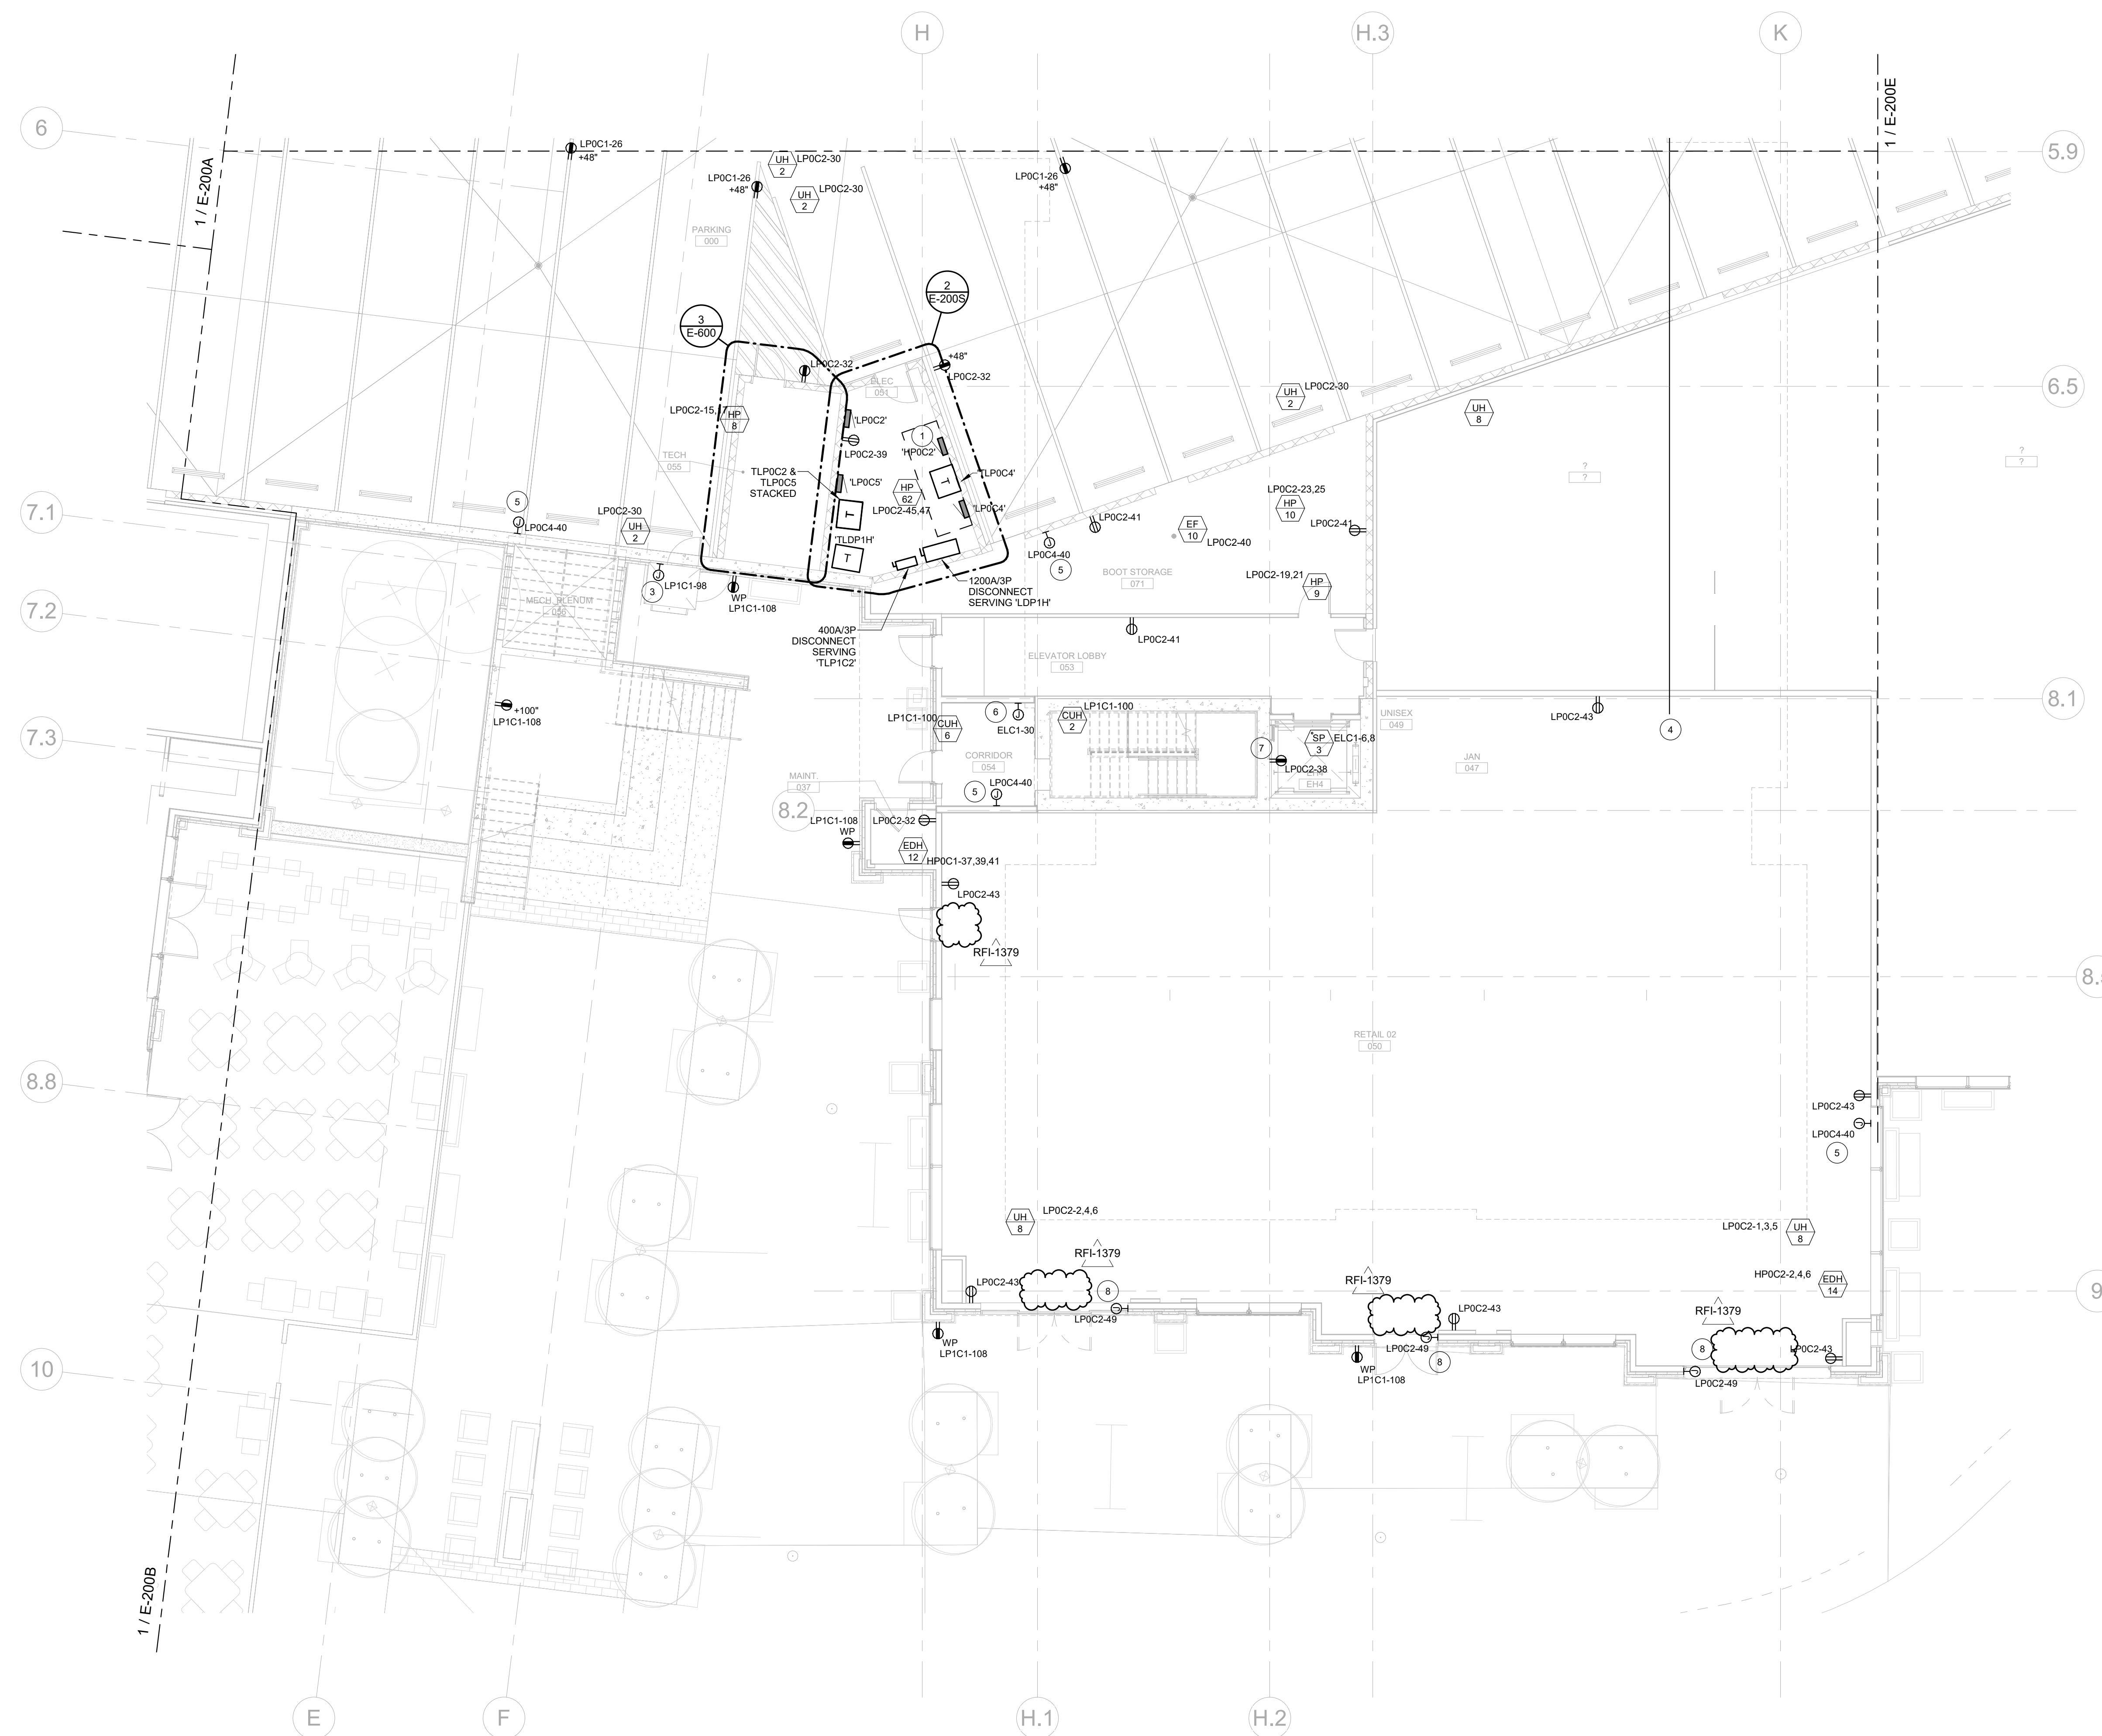 H
H.3
K
1 / E-200A
1 / E-200E
6
5.9
LP0C1-26
+48"
UH
2
LP0C2-30
LP0C1-26
+48"
UH
2
LP0C2-30
LP0C1-26
+48"
PARKING
000
2
E-200S
3
E-600
+48"
LP0C2-32
LP0C2-32
ELEC
051
6.5
UH
2
LP0C2-30
UH
8
LP0C2-15,17
HP
8
'LP0C2'
1
'HP0C2'
LP0C2-39
TECH
055
TLP0C2 &
TLP0C5
STACKED
'LP0C5'
HP
62
LP0C2-45,47
'TLP0C4'
T
'LP0C4'
?
?
?
?
7.1
5
LP0C4-40
LP0C2-30
UH
2
T
'TLDP1H'
T
LP0C2-23,25
HP
10
LP0C2-41
LP0C2-41
EF
10
LP0C2-40
J
LP0C4-40
5
BOOT STORAGE
071
LP0C2-19,21
HP
9
J
LP1C1-98
3
WP
LP1C1-108
1200A/3P
DISCONNECT
SERVING 'LDP1H'
7.2
MECH. PLENUM
056
400A/3P
DISCONNECT
SERVING
'TLP1C2'
LP0C2-41
ELEVATOR LOBBY
053
8.1
+100"
LP1C1-108
7.3
LP1C1-100
CUH
6
6
J
ELC1-30
CUH
2
LP1C1-100
UNISEX
049
LP0C2-43
4
7
SP
3
ELC1-6,8
LP0C2-38
EH4
EH4
CORRIDOR
054
JAN
047
MAINT.
037
5
LP0C4-40
J
8.2
LP1C1-108
WP
LP0C2-32
EDH
12
HP0C1-37,39,41
LP0C2-43
RFI-1379
RETAIL 02
050
8.8
LP0C2-43
LP0C4-40
5
UH
8
LP0C2-2,4,6
LP0C2-1,3,5
UH
8
RFI-1379
RFI-1379
HP0C2-2,4,6
EDH
14
9
LP0C2-43
8
LP0C2-49
LP0C2-43
RFI-1379
WP
LP1C1-108
LP0C2-49
8
8
LP0C2-43
WP
LP1C1-108
LP0C2-49
10
1 / E-200B
E
F
H.1
H.2